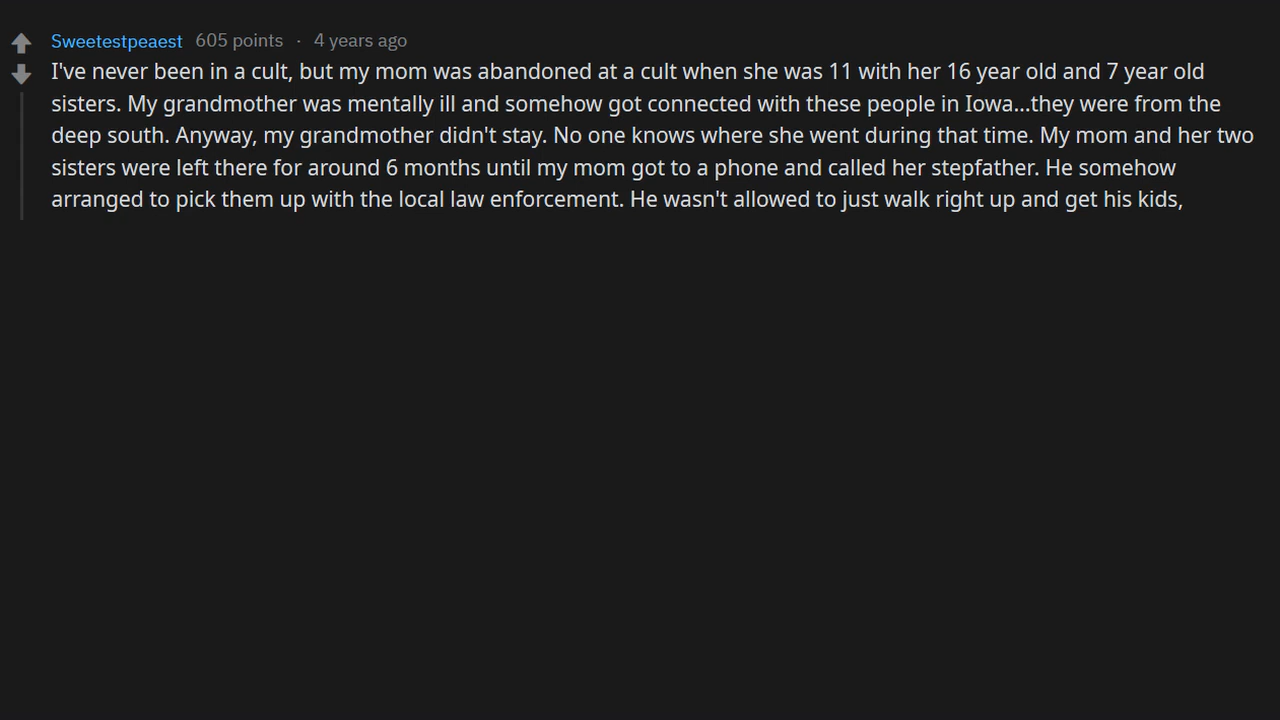 Sweetestpeaest 605 points · 4 years ago
I've never been in a cult, but my mom was abandoned at a cult when she was 11 with her 16 year old and 7 year old
sisters. My grandmother was mentally ill and somehow got connected with these people in Iowa...they were from the
deep south. Anyway, my grandmother didn't stay. No one knows where she went during that time. My mom and her two
sisters were left there for around 6 months until my mom got to a phone and called her stepfather. He somehow
arranged to pick them up with the local law enforcement. He wasn't allowed to just walk right up and get his kids,